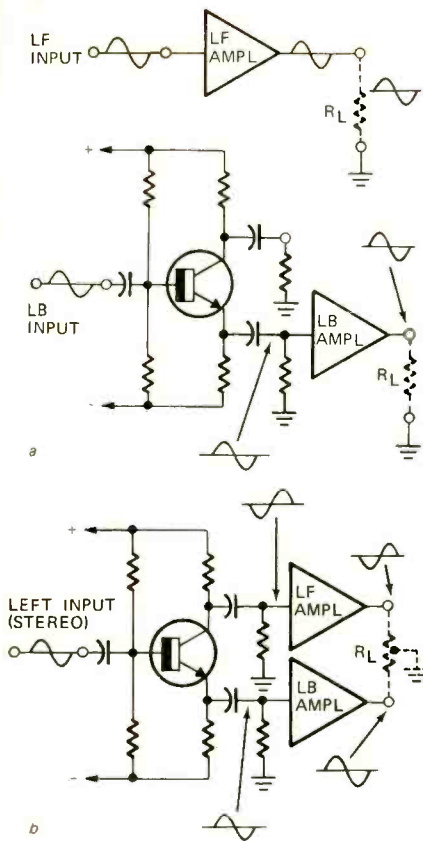 LF
INPUT
LF
AMPL
RL
+
LB
INPUT
LB
AMPL
RL
-
a
+
LEFT INPUT
(STEREO)
LF
AMPL
RL
LB
AMPL
-
b